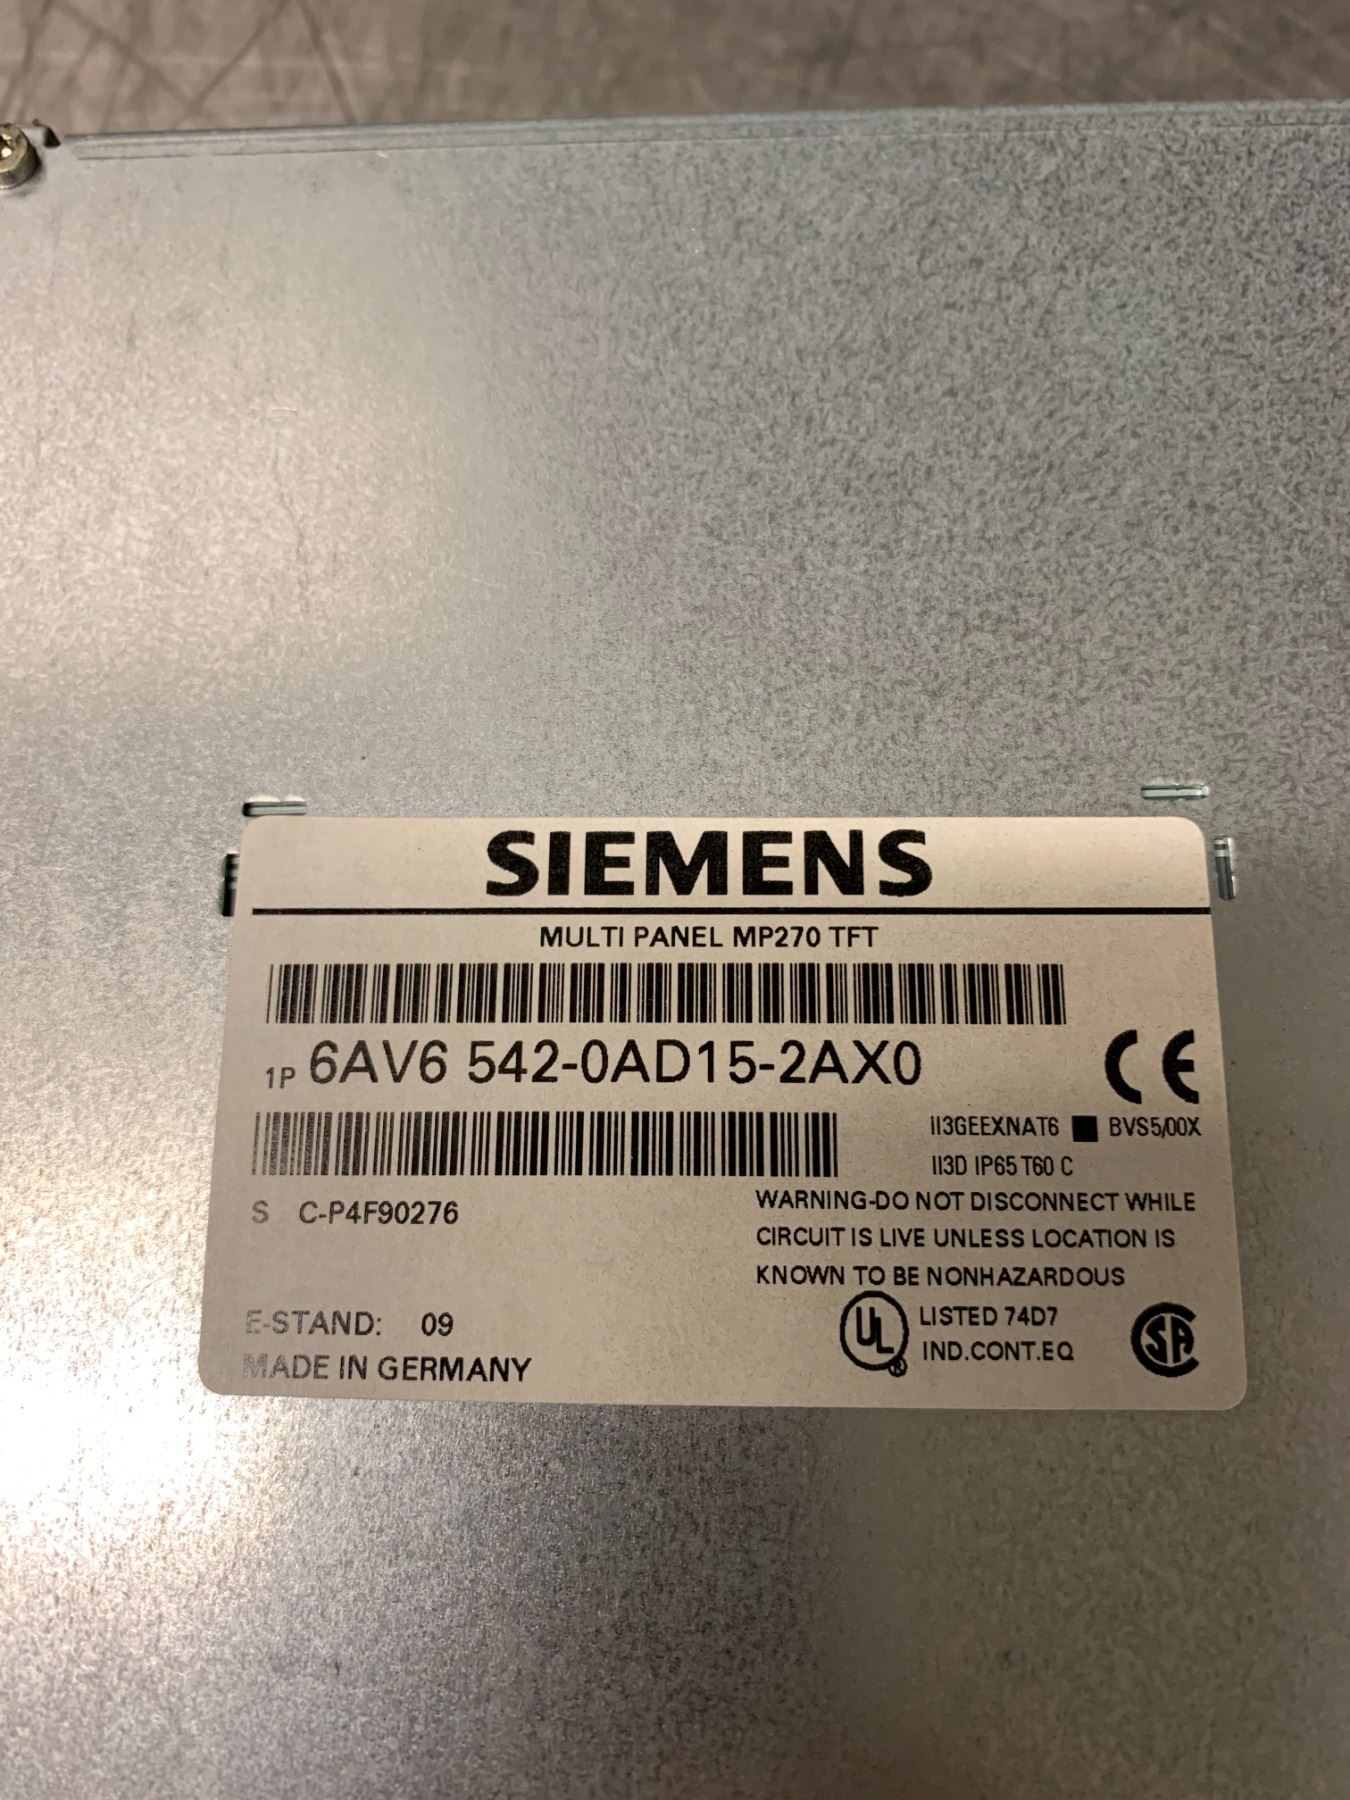 SIEMENS
MULTI PANEL MP270 TFT
1P 6AV6 542-0AD15-2AX0
CE
II3GEEXNAT6 ■ BVS5/00X
II3D IP65 T60 C
S C-P4F90276
WARNING-DO NOT DISCONNECT WHILE
CIRCUIT IS LIVE UNLESS LOCATION IS
KNOWN TO BE NONHAZARDOUS
E-STAND: 09
MADE IN GERMANY
UL ® LISTED 74D7
IND.CONT.EQ
SA